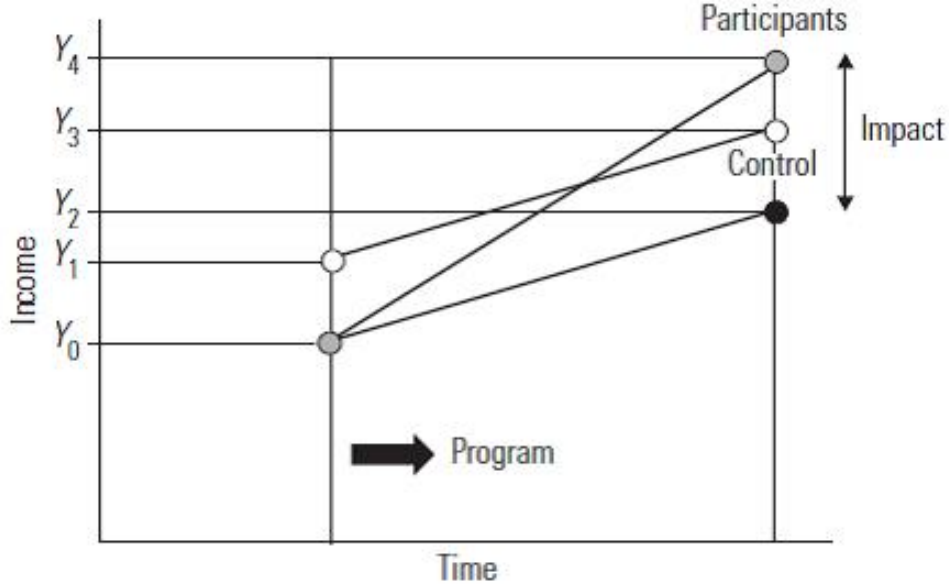 Participants
Y4
Y3
Impact
Control
Y2
Y1
Income
Y0
Program
Time